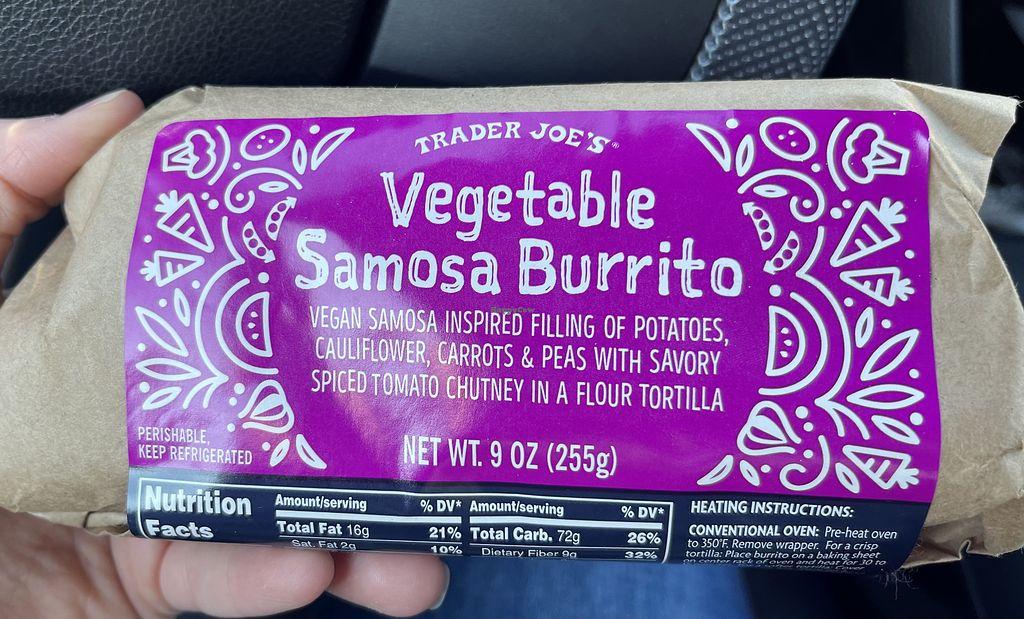 TRADER JOE'S®
Vegetable
Samosa Burrito
VEGAN SAMOSA INSPIRED FILLING OF POTATOES,
CAULIFLOWER, CARROTS & PEAS WITH SAVORY
SPICED TOMATO CHUTNEY IN A FLOUR TORTILLA
PERISHABLE,
KEEP REFRIGERATED
NET WT. 9 OZ (255g)
Nutrition
Facts
Amount/serving % DV*
Total Fat 16g 21%
Sat. Fat 2g 10%
Amount/serving % DV*
Total Carb. 72g 26%
Dietary Fiber 9g 32%
HEATING INSTRUCTIONS:
CONVENTIONAL OVEN: Pre-heat oven
to 350°F. Remove wrapper. For a crisp
tortilla: Place burrito on a baking sheet
on center rack of oven and heat for 30 to